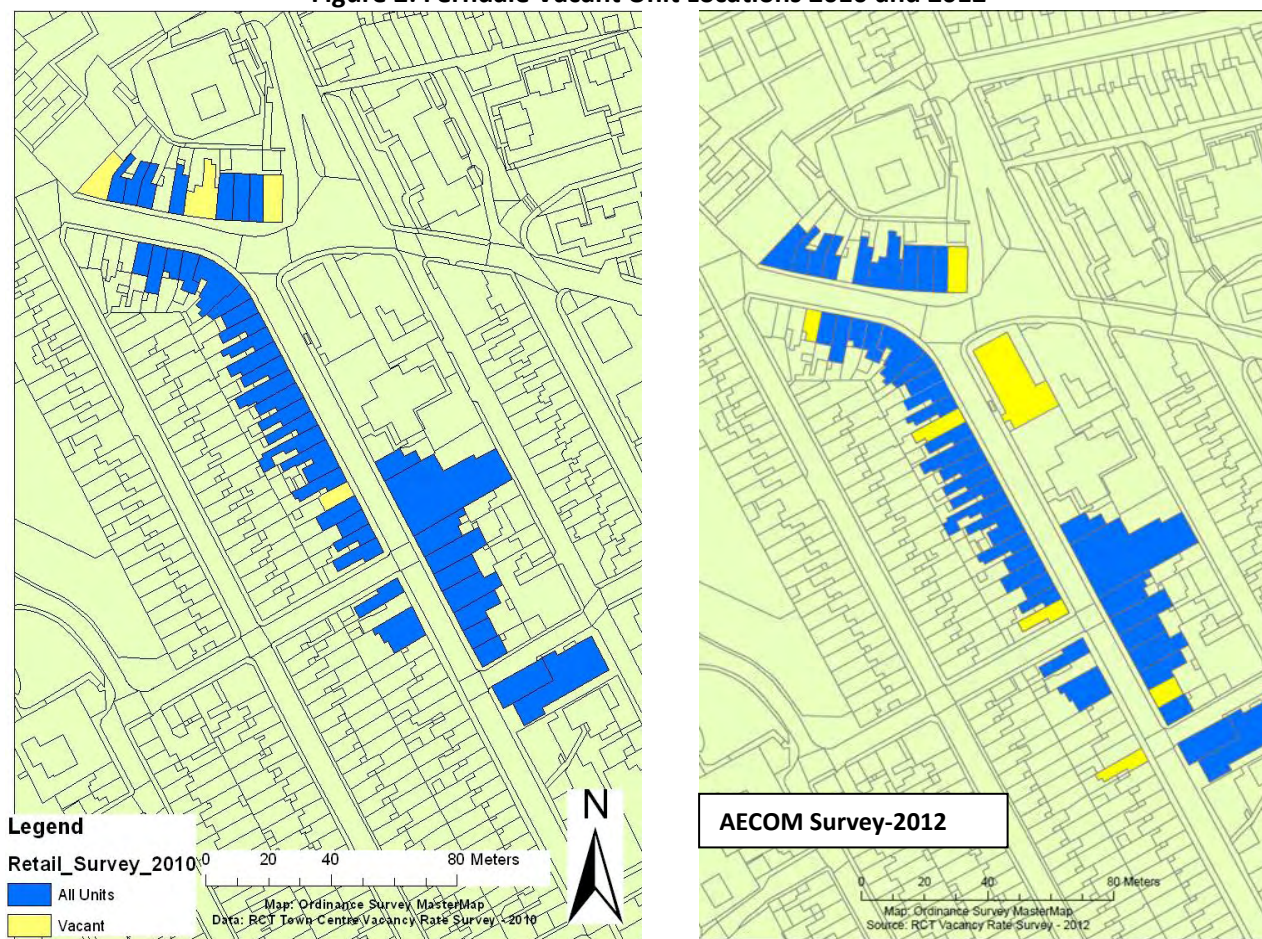 Figure 2: Ferndale Vacant Unit Locations 2010 and 2012
Legend
Retail_Survey_2010
All Units
Vacant
0 20 40 80 Meters
Map: Ordinance Survey MasterMap
Data: RCT Town Centre Vacancy Rate Survey - 2010
N
AECOM Survey-2012
0 20 40 80 Meters
Map: Ordinance Survey MasterMap
Source: RCT Vacancy Rate Survey - 2012